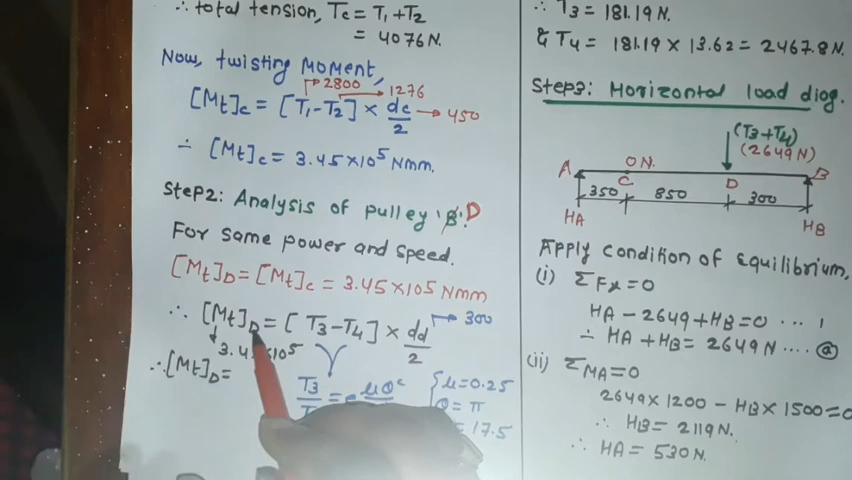 ∴ total tension, Tc = T1+T2
= 4076 N.
Now, twisting MOMENT,
2800 1276
[Mt]c = [T1-T2] × dc/2 → 450
∴ [Mt]c = 3.45×10⁵ Nmm.
Step2: Analysis of pulley 'B' D
For same power and speed.
[Mt]D = [Mt]c = 3.45×105 Nmm
∴ [Mt]D = [T3-T4] × dd/2 → 300
3.45×10⁵
∴ [Mt]D =
T3 = μθc
{μ=0.25
θ = π
= 17.5
∴ T3 = 181.19 N.
& T4 = 181.19 × 13.62 = 2467.8 N.
Step3: Horizontal load diag.
(T3+T4)
(2649 N)
A 0 N. B
C D
350 850 300
HA HB
Apply condition of equilibrium,
(i) ΣFx=0
HA - 2649 + HB = 0 ... 1
∴ HA + HB = 2649 N.... (a)
(ii) ΣMA=0
2649 × 1200 - HB × 1500 = 0
∴ HB = 2119 N.
∴ HA = 530 N.